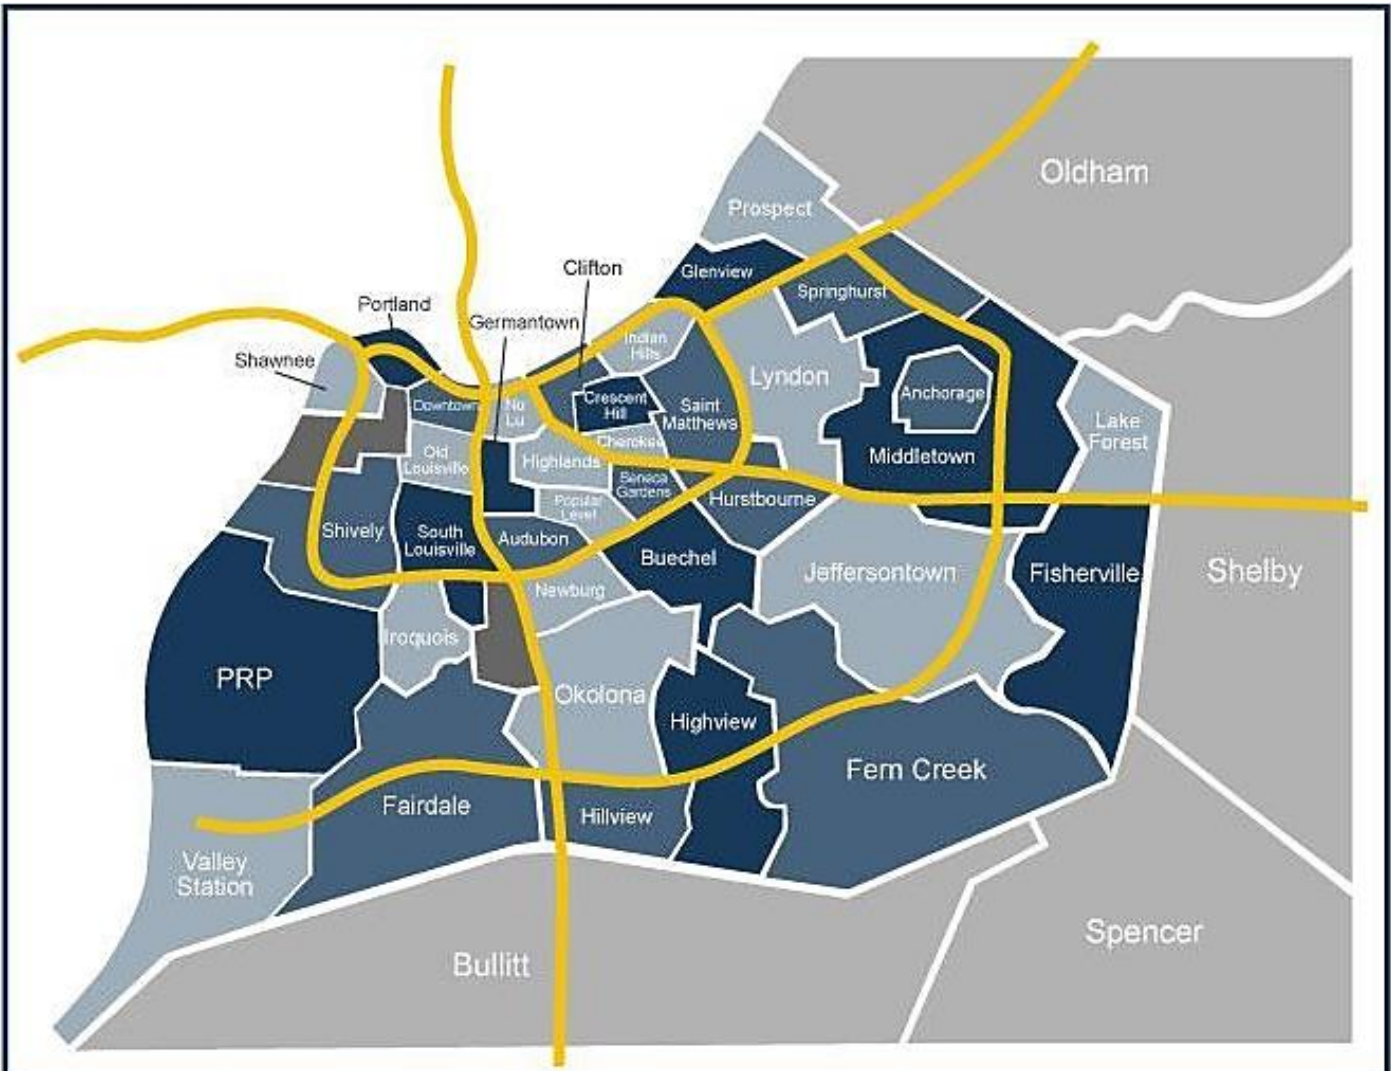 Oldham
Prospect
Clifton
Glenview
Springhurst
Portland
Germantown
Shawnee
Indian
Hills
Lyndon
Anchorage
Downtown
Nu
Lu
Crescent
Hill
Saint
Matthews
Lake
Forest
Cherokee
Old
Louisville
Highlands
Middletown
Seneca
Gardens
Hurstbourne
Popular
Level
Shively
South
Louisville
Audubon
Buechel
Jeffersontown
Fisherville
Shelby
Newburg
Iroquois
PRP
Okolona
Highview
Fern Creek
Fairdale
Hillview
Valley
Station
Spencer
Bullitt